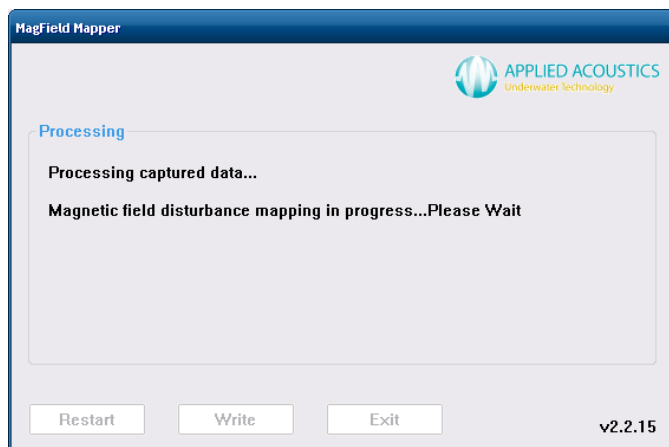 MagField Mapper
APPLIED ACOUSTICS
Underwater Technology
Processing
Processing captured data...
Magnetic field disturbance mapping in progress...Please Wait
Restart Write Exit v2.2.15